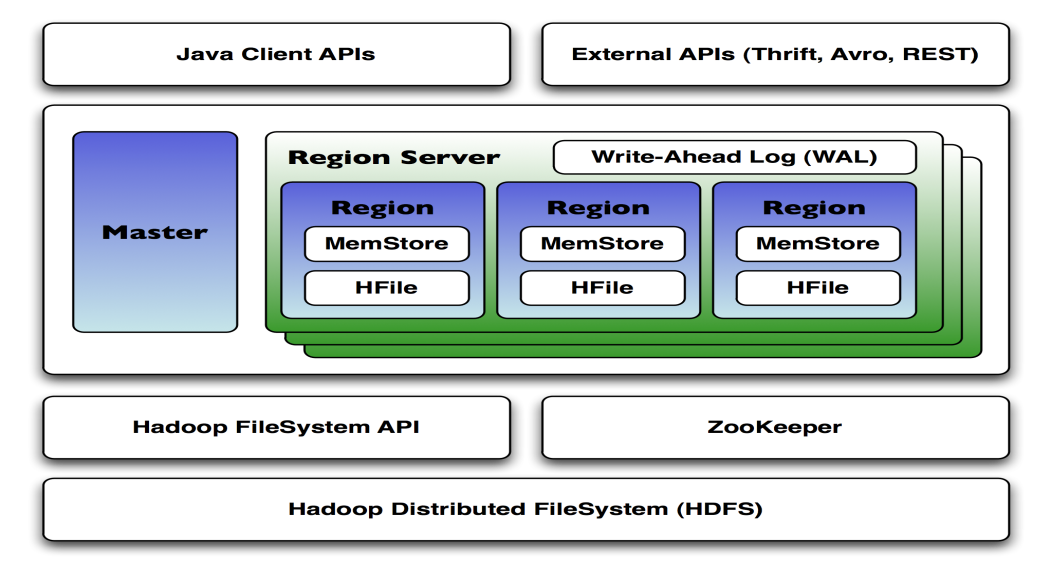 Java Client APIs
External APIs (Thrift, Avro, REST)
Master
Region Server
Write-Ahead Log (WAL)
Region
MemStore
HFile
Region
MemStore
HFile
Region
MemStore
HFile
Hadoop FileSystem API
ZooKeeper
Hadoop Distributed FileSystem (HDFS)